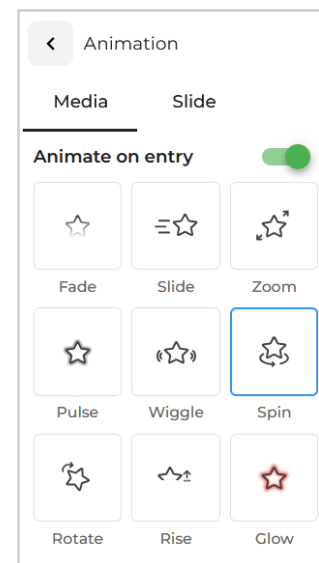 Animation
Media Slide
Animate on entry
Fade Slide Zoom
Pulse Wiggle Spin
Rotate Rise Glow